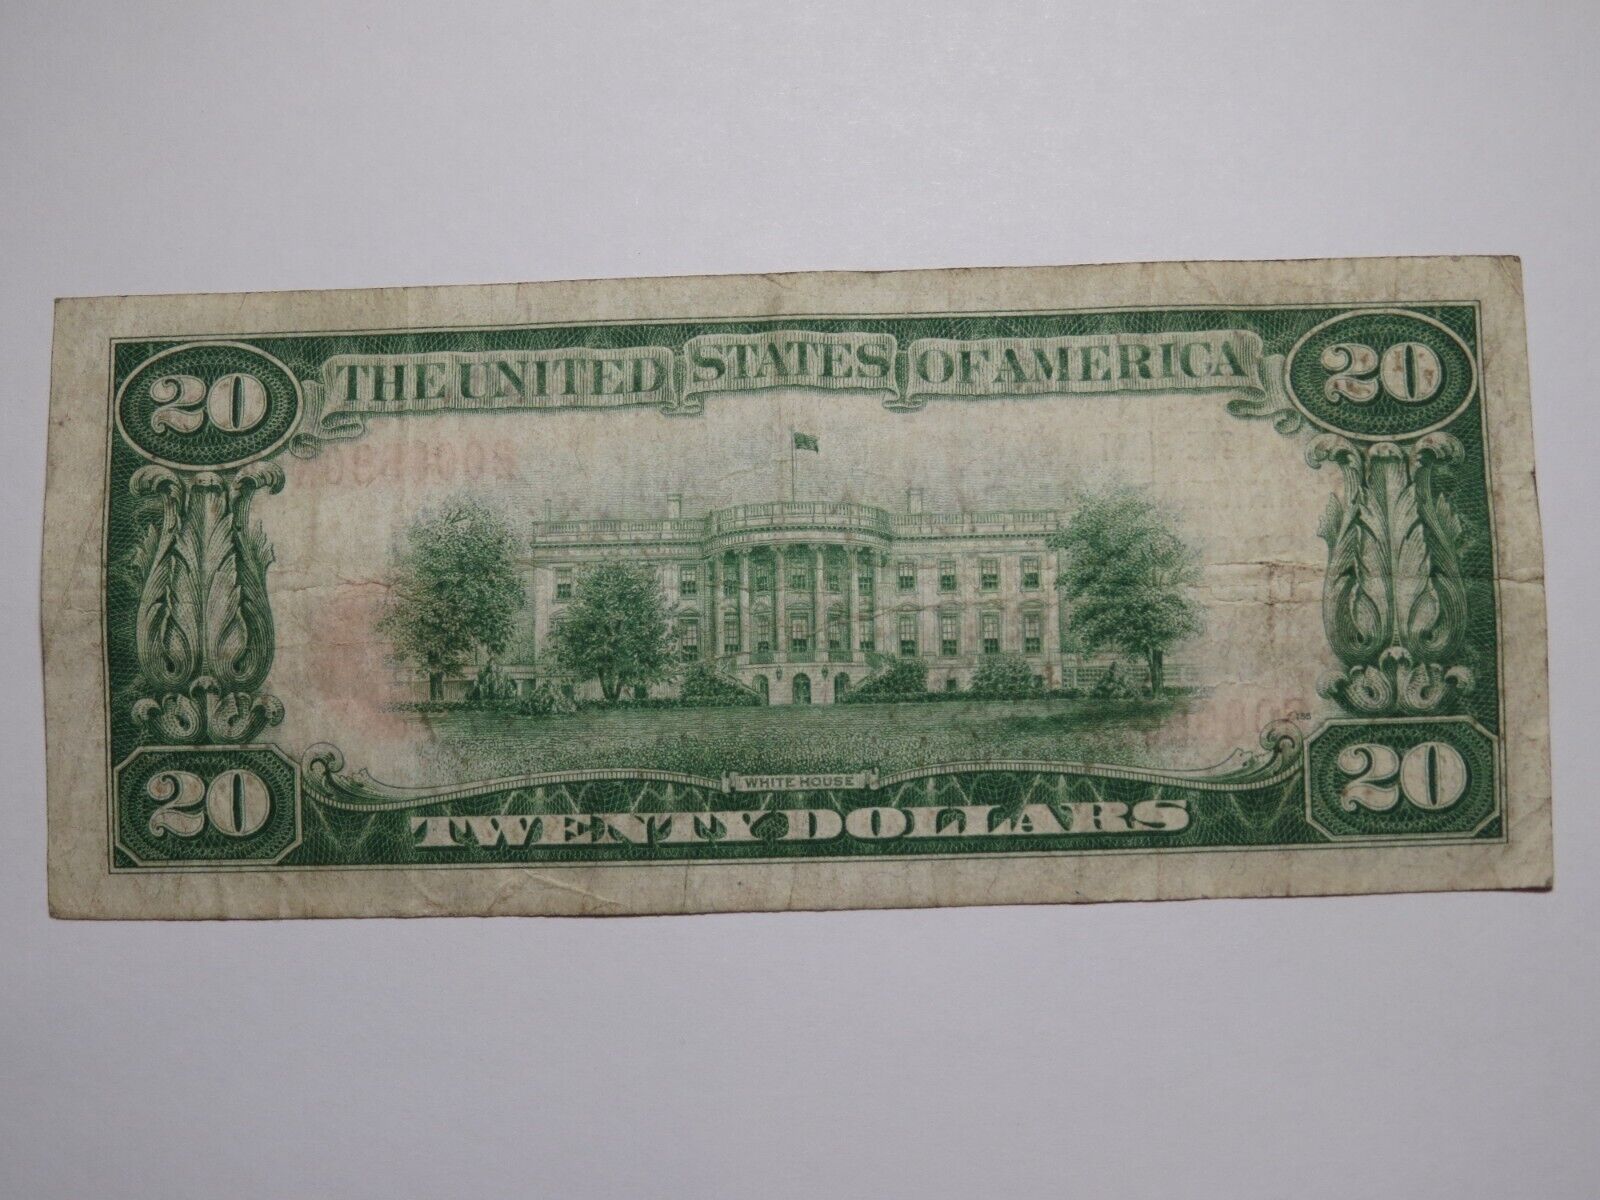 20 THE UNITED STATES OF AMERICA 20
WHITE HOUSE
20 TWENTY DOLLARS 20